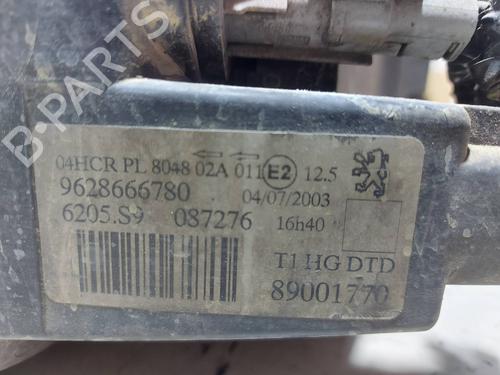 B-PARTS
04HCR PL 8048 02A 011 E2 12.5
9628666780 04/07/2003
6205.S9 087276 16h40
T1 HG DTD
89001770